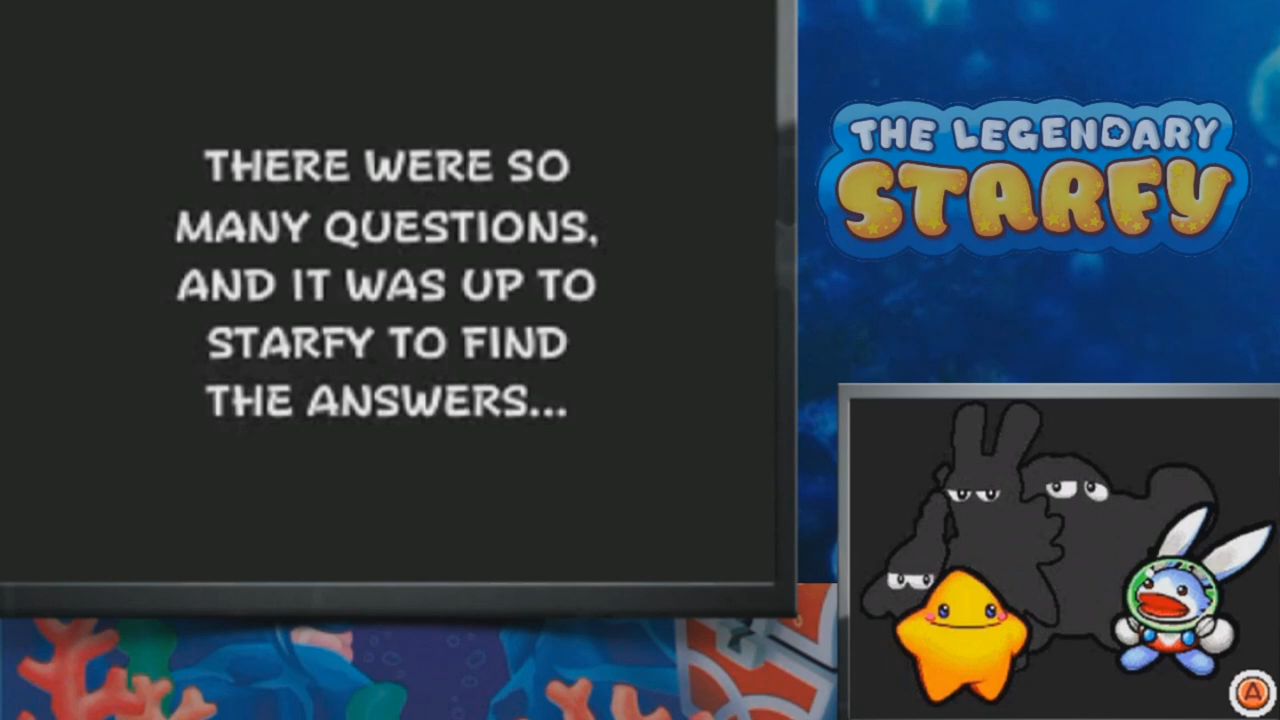 THERE WERE SO
MANY QUESTIONS,
AND IT WAS UP TO
STARFY TO FIND
THE ANSWERS...
THE LEGENDARY
STARFY
A